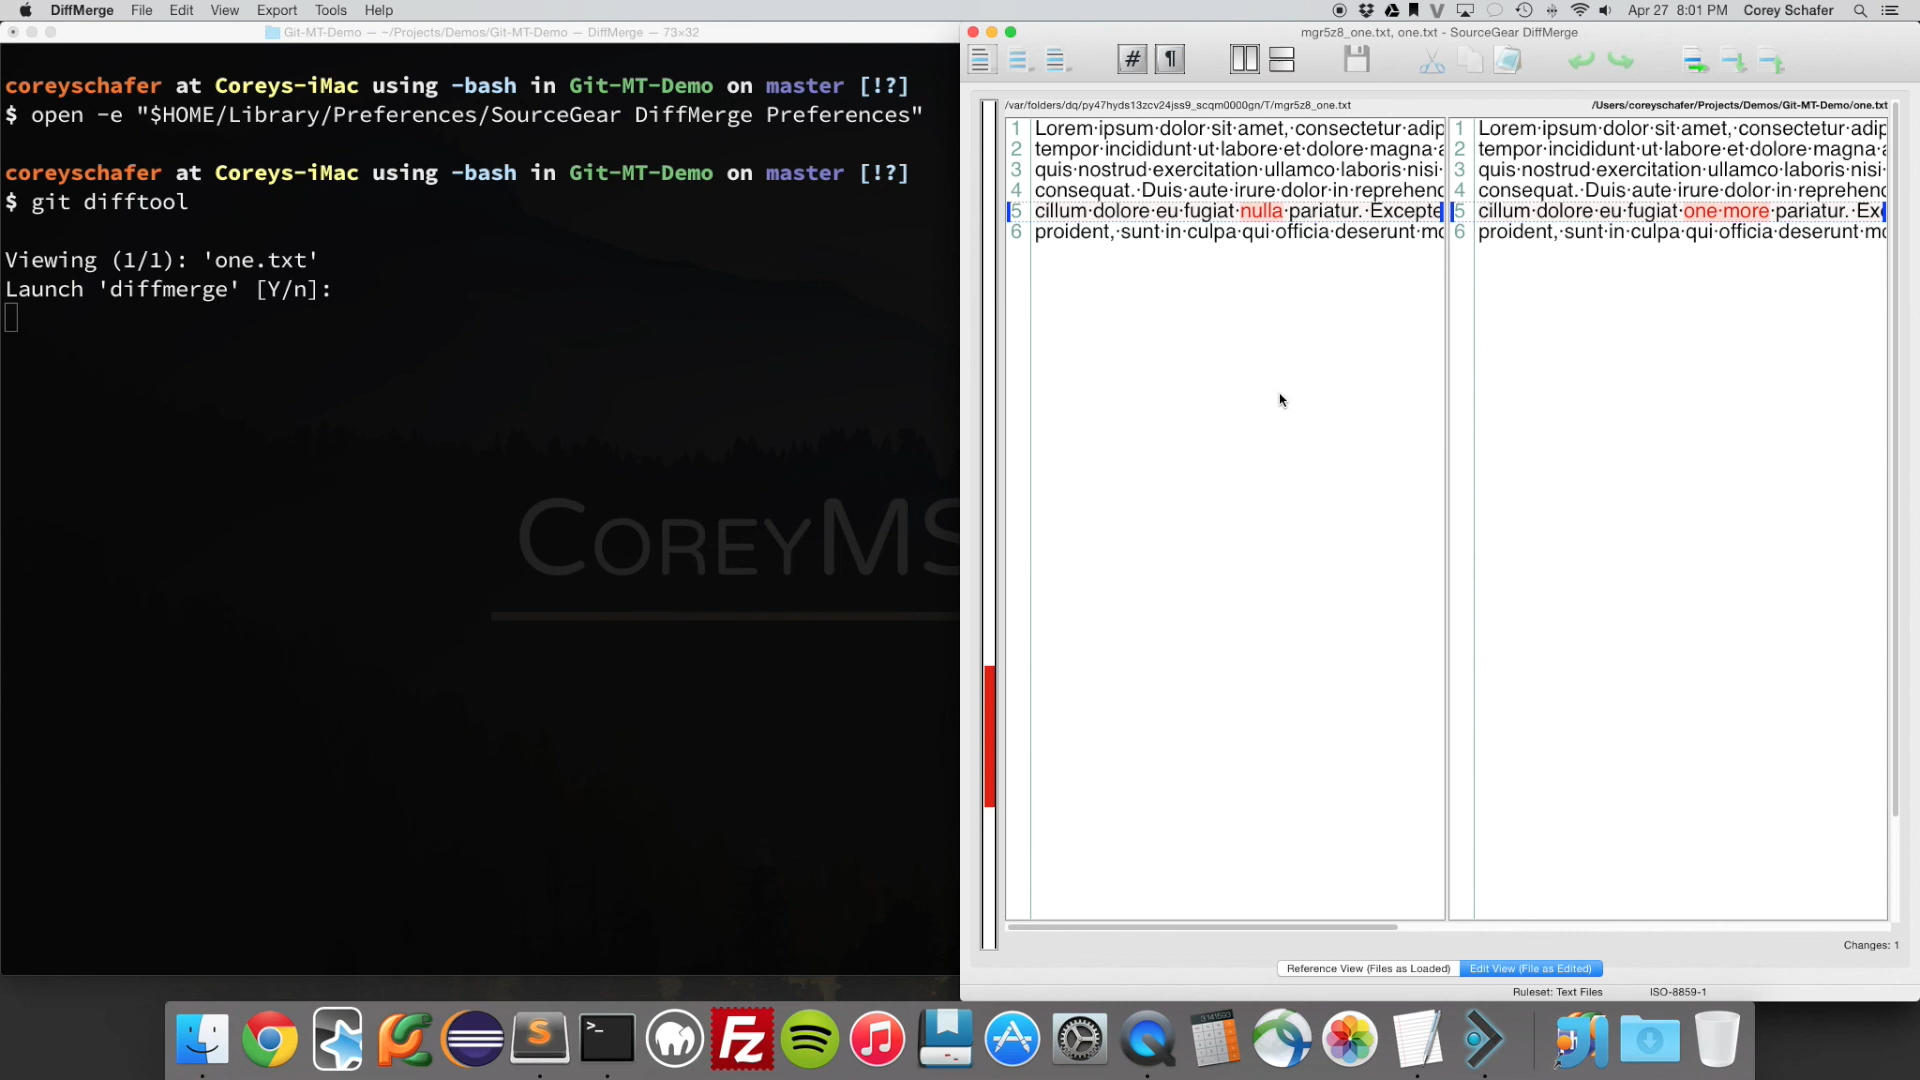 DiffMerge File Edit View Export Tools Help
Apr 27 8:01 PM Corey Schafer
Git-MT-Demo — ~/Projects/Demos/Git-MT-Demo — DiffMerge — 73×32
coreyschafer at Coreys-iMac using -bash in Git-MT-Demo on master [!?]
$ open -e "$HOME/Library/Preferences/SourceGear DiffMerge Preferences"
coreyschafer at Coreys-iMac using -bash in Git-MT-Demo on master [!?]
$ git difftool
Viewing (1/1): 'one.txt'
Launch 'diffmerge' [Y/n]:
COREYMS
mgr5z8_one.txt, one.txt - SourceGear DiffMerge
# ¶
/var/folders/dq/py47hyds13zcv24jss9_scqm0000gn/T/mgr5z8_one.txt
1 Lorem·ipsum·dolor·sit·amet,·consectetur·adip
2 tempor·incididunt·ut·labore·et·dolore·magna·a
3 quis·nostrud·exercitation·ullamco·laboris·nisi·
4 consequat.·Duis·aute·irure·dolor·in·reprehend
5 cillum·dolore·eu·fugiat·nulla·pariatur.·Excepte
6 proident,·sunt·in·culpa·qui·officia·deserunt·mo
/Users/coreyschafer/Projects/Demos/Git-MT-Demo/one.txt
1 Lorem·ipsum·dolor·sit·amet,·consectetur·adip
2 tempor·incididunt·ut·labore·et·dolore·magna·a
3 quis·nostrud·exercitation·ullamco·laboris·nisi·
4 consequat.·Duis·aute·irure·dolor·in·reprehend
5 cillum·dolore·eu·fugiat·one·more·pariatur.·Exc
6 proident,·sunt·in·culpa·qui·officia·deserunt·mo
Changes: 1
Reference View (Files as Loaded) Edit View (File as Edited)
Ruleset: Text Files ISO-8859-1